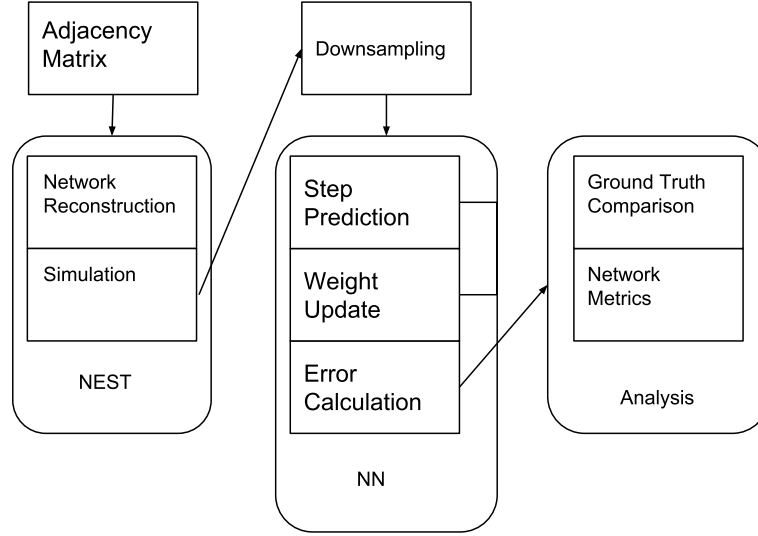 Adjacency
Matrix
Downsampling
Network
Reconstruction
Simulation
NEST
Step
Prediction
Weight
Update
Error
Calculation
NN
Ground Truth
Comparison
Network
Metrics
Analysis